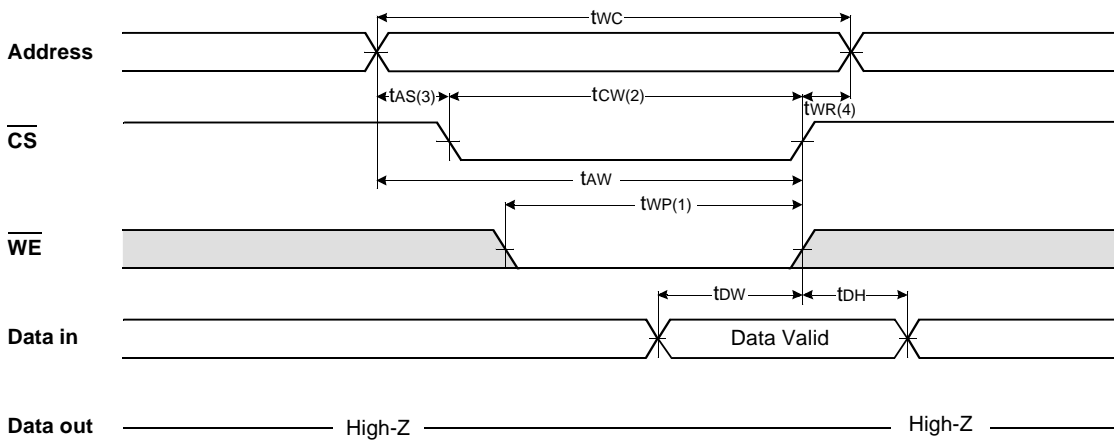 tWC
Address
tAS(3) tCW(2) tWR(4)
CS
tAW
tWP(1)
WE
tDW tDH
Data in Data Valid
Data out High-Z High-Z